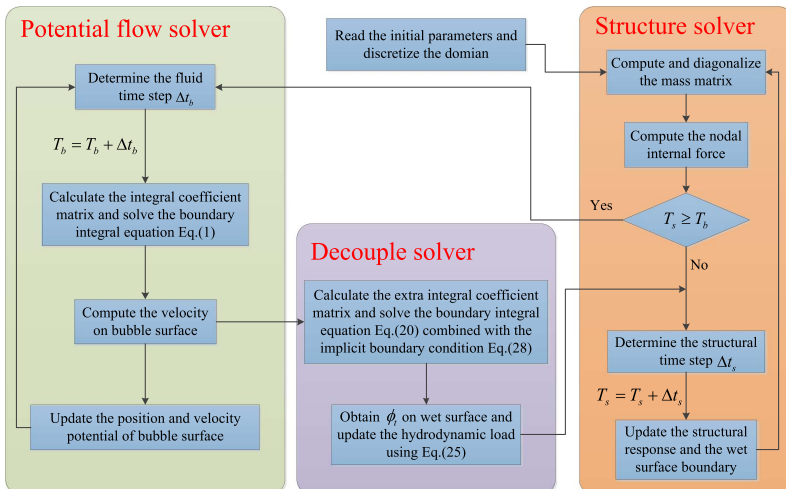 Potential flow solver
Determine the fluid
time step Δt_b
T_b = T_b + Δt_b
Calculate the integral coefficient
matrix and solve the boundary
integral equation Eq.(1)
Compute the velocity
on bubble surface
Update the position and velocity
potential of bubble surface
Decouple solver
Calculate the extra integral coefficient
matrix and solve the boundary integral
equation Eq.(20) combined with the
implicit boundary condition Eq.(28)
Obtain ϕ_t on wet surface and
update the hydrodynamic load
using Eq.(25)
Read the initial parameters and
discretize the domian
Structure solver
Compute and diagonalize
the mass matrix
Compute the nodal
internal force
T_s ≥ T_b
Yes
No
Determine the structural
time step Δt_s
T_s = T_s + Δt_s
Update the structural
response and the wet
surface boundary